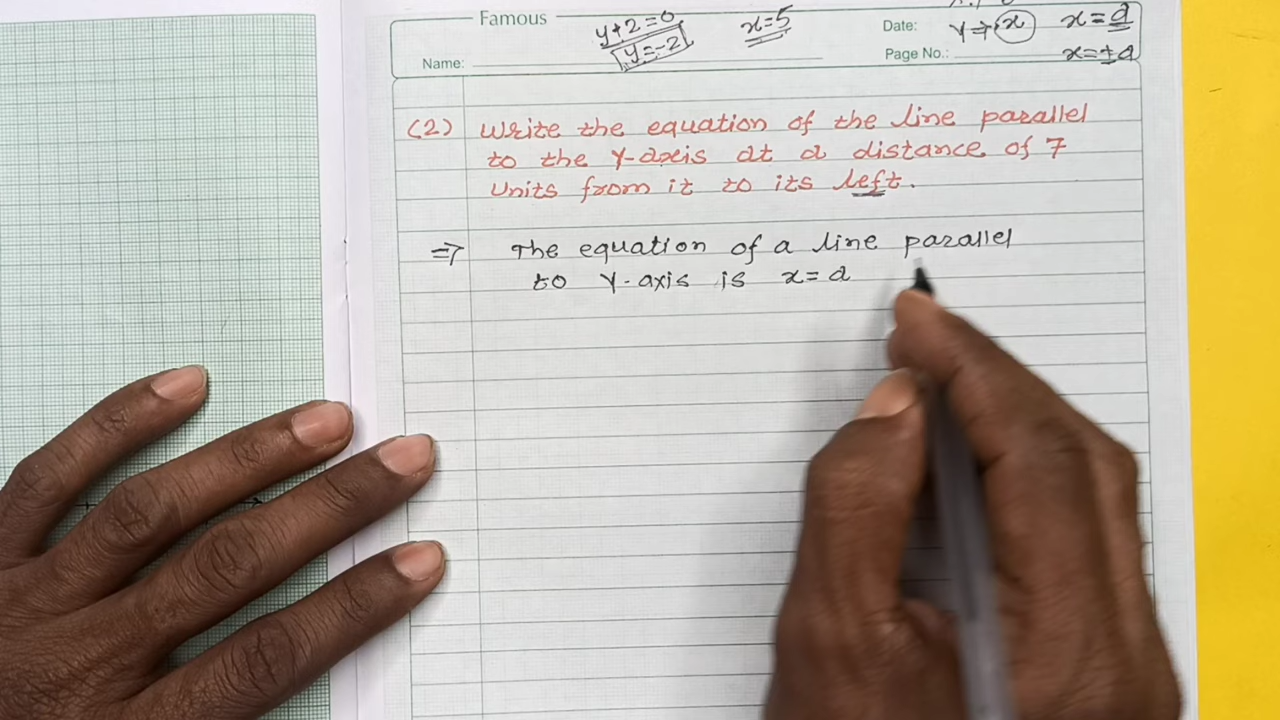 Famous
y+2=0
y=-2
x=5
Date:
y⇒x
x=a
Name:
Page No.:
x=±a
(2) Write the equation of the line parallel
to the Y-axis at a distance of 7
units from it to its left.
⇒ The equation of a line parallel
to Y-axis is x=a